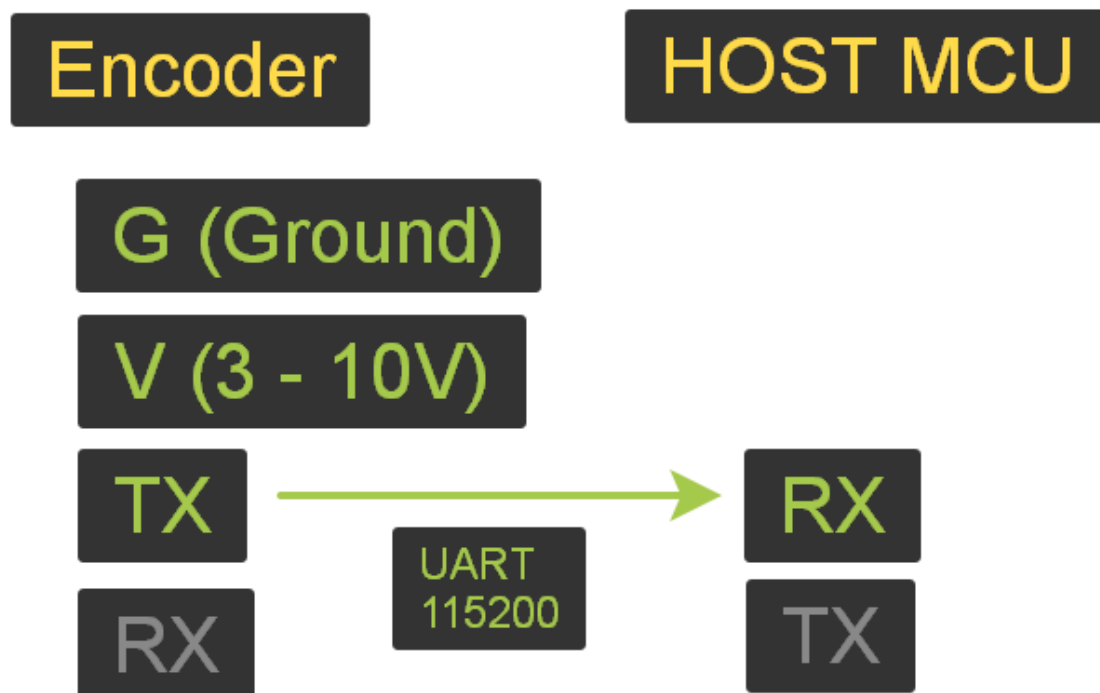 Encoder
HOST MCU
G (Ground)
V (3 - 10V)
TX
RX
UART
115200
RX
TX